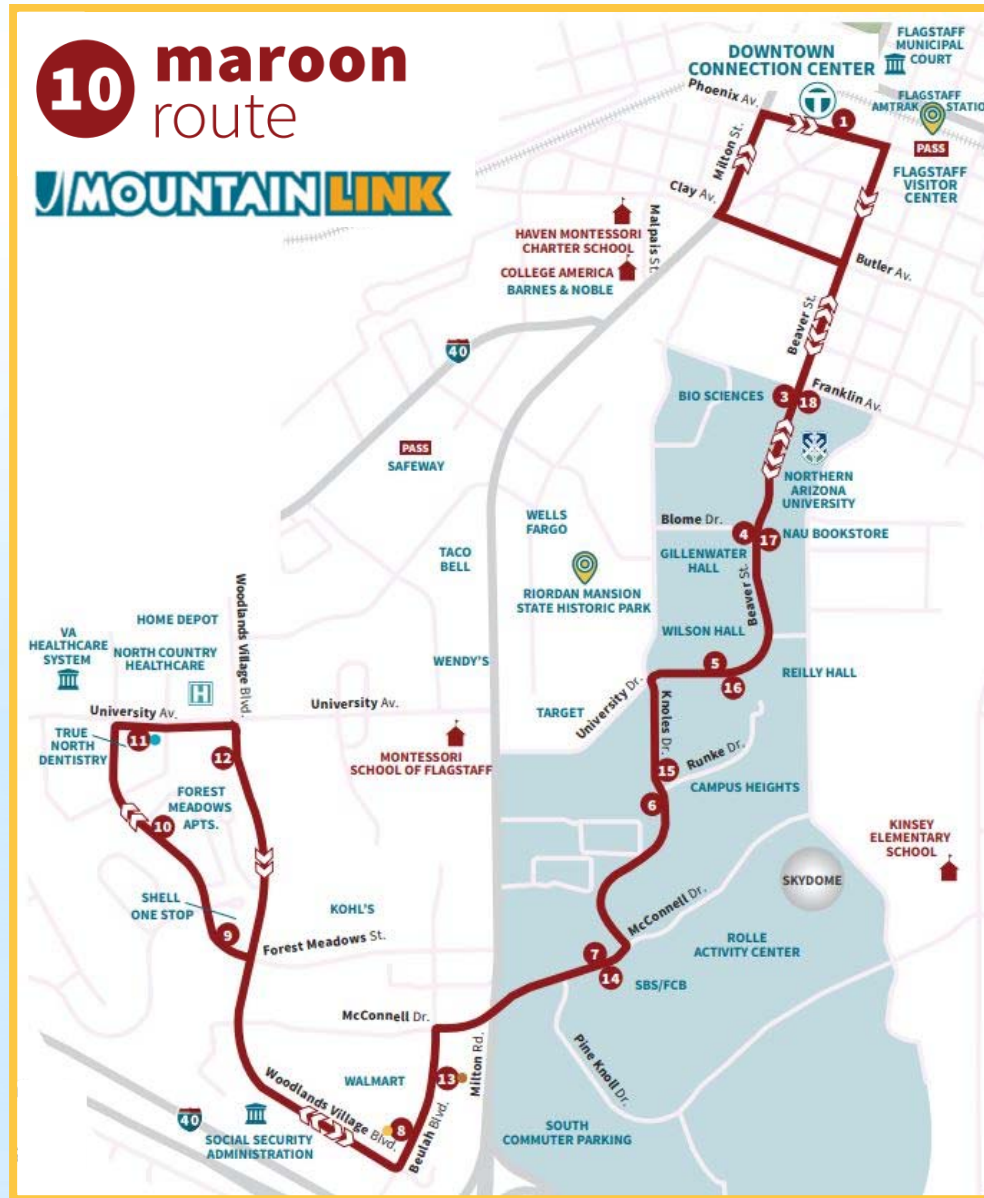 10 maroon
route
MOUNTAIN LINK
FLAGSTAFF
MUNICIPAL
COURT
DOWNTOWN
CONNECTION CENTER
T
Phoenix Av.
1
FLAGSTAFF
AMTRAK STATIO
PASS
FLAGSTAFF
VISITOR
CENTER
Milton St.
Clay Av.
HAVEN MONTESSORI
CHARTER SCHOOL
Malpais St.
COLLEGE AMERICA
BARNES & NOBLE
Butler Av.
Beaver St.
40
BIO SCIENCES
3
18
Franklin Av.
PASS
SAFEWAY
NORTHERN
ARIZONA
UNIVERSITY
WELLS
FARGO
Blome Dr.
4
17
NAU BOOKSTORE
GILLENWATER
HALL
TACO
BELL
RIORDAN MANSION
STATE HISTORIC PARK
Beaver St.
Woodlands Village Blvd.
HOME DEPOT
VA
HEALTHCARE
SYSTEM
NORTH COUNTRY
HEALTHCARE
H
WILSON HALL
WENDY'S
5
16
REILLY HALL
University Dr.
University Av.
University Av.
TARGET
Knoles Dr.
TRUE
NORTH
DENTISTRY
11
12
MONTESSORI
SCHOOL OF FLAGSTAFF
15
Runke Dr.
CAMPUS HEIGHTS
6
FOREST
MEADOWS
APTS.
10
KINSEY
ELEMENTARY
SCHOOL
SKYDOME
SHELL
ONE STOP
KOHL'S
9
Forest Meadows St.
McConnell Dr.
ROLLE
ACTIVITY CENTER
7
14
SBS/FCB
McConnell Dr.
Milton Rd.
WALMART
13
Pine Knoll Dr.
Woodlands Village Blvd.
8
Beulah Blvd.
40
SOCIAL SECURITY
ADMINISTRATION
SOUTH
COMMUTER PARKING